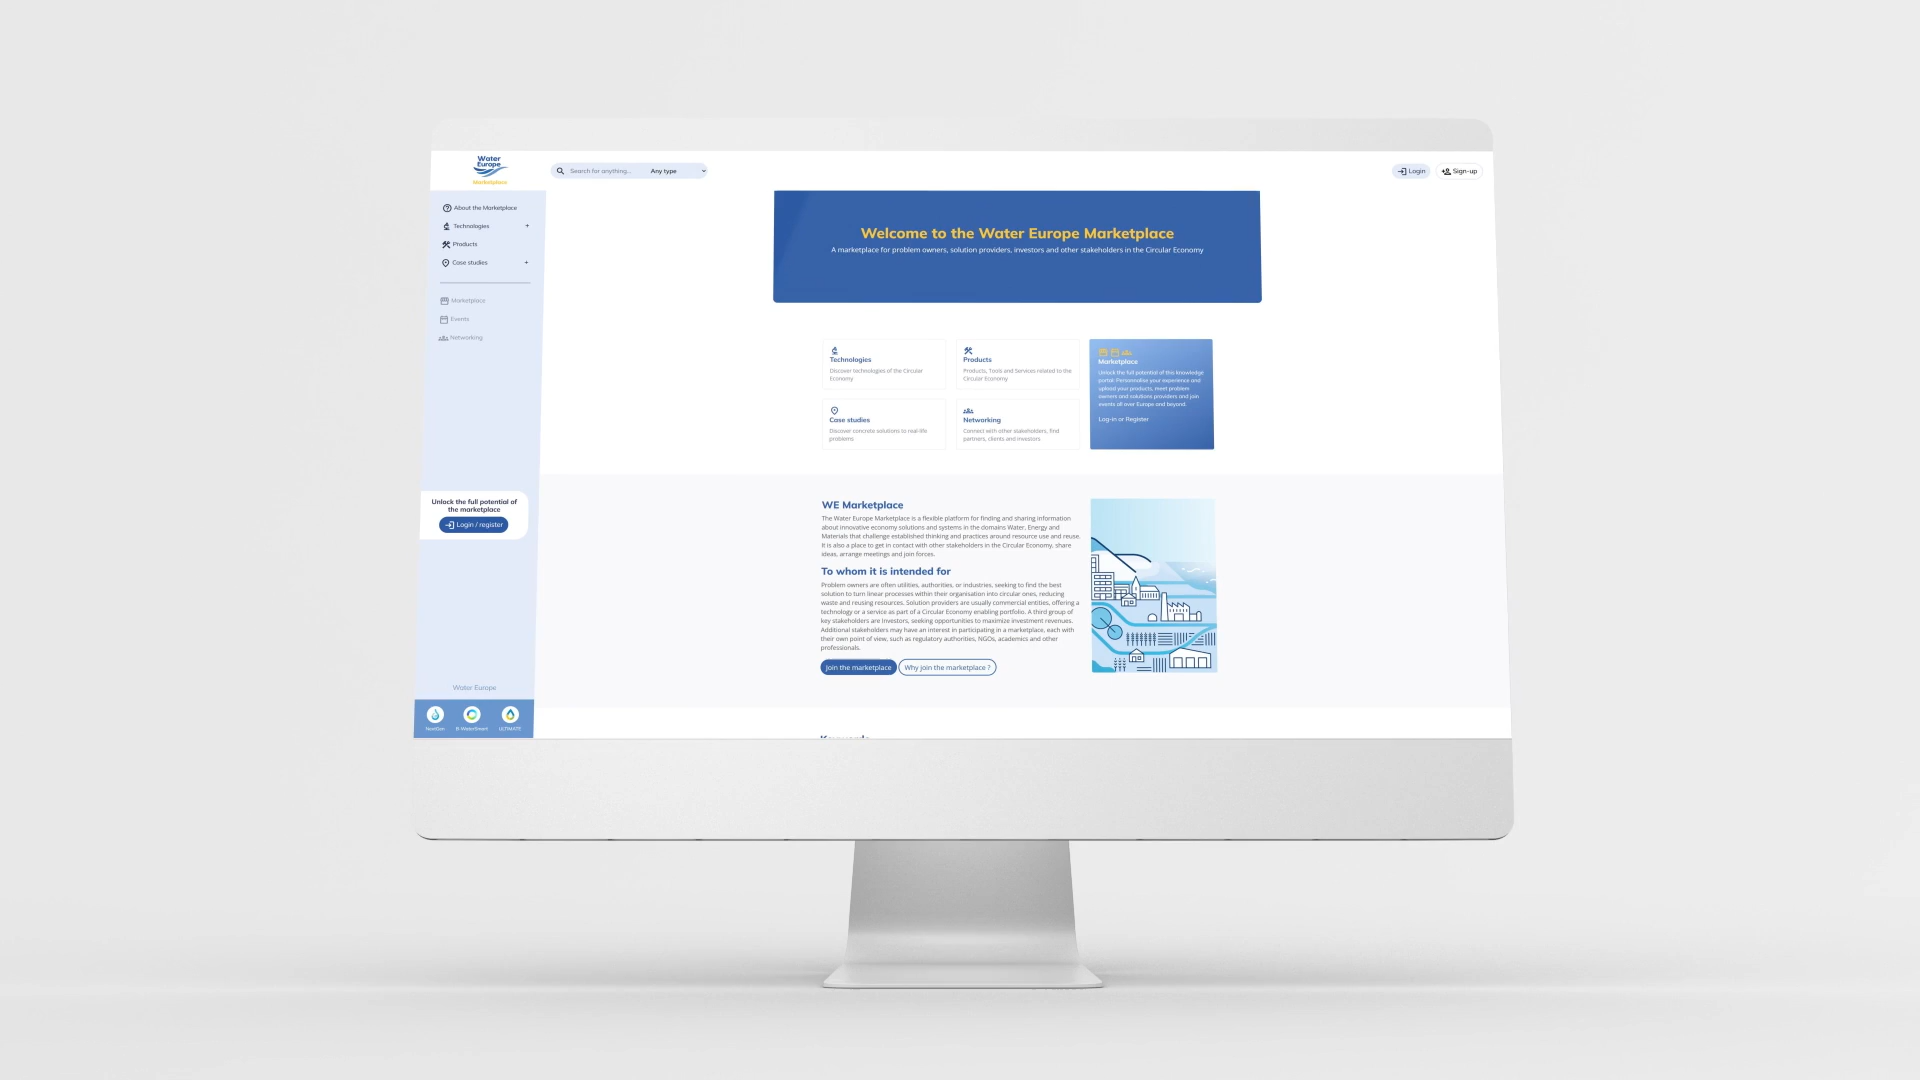 Water
Europe
Marketplace
Search for anything...
Any type
Login
Sign-up
About the Marketplace
Technologies +
Products
Case studies +
Marketplace
Events
Networking
Unlock the full potential of
the marketplace
Login / register
Water Europe
NextGen
B-WaterSmart
ULTIMATE
Welcome to the Water Europe Marketplace
A marketplace for problem owners, solution providers, investors and other stakeholders in the Circular Economy
Technologies
Discover technologies of the Circular
Economy
Products
Products, Tools and Services related to the
Circular Economy
Case studies
Discover concrete solutions to real-life
problems
Networking
Connect with other stakeholders, find
partners, clients and investors
Marketplace
Unlock the full potential of this knowledge
portal. Personnalise your experience and
upload your products, meet problem
owners and solutions providers and join
events all over Europe and beyond.
Log-in or Register
WE Marketplace
The Water Europe Marketplace is a flexible platform for finding and sharing information
about innovative economy solutions and systems in the domains Water, Energy and
Materials that challenge established thinking and practices around resource use and reuse.
It is also a place to get in contact with other stakeholders in the Circular Economy, share
ideas, arrange meetings and join forces.
To whom it is intended for
Problem owners are often utilities, authorities, or industries, seeking to find the best
solution to turn linear processes within their organisation into circular ones, reducing
waste and reusing resources. Solution providers are usually commercial entities, offering a
technology or a service as part of a Circular Economy enabling portfolio. A third group of
key stakeholders are Investors, seeking opportunities to maximize investment revenues.
Additional stakeholders may have an interest in participating in a marketplace, each with
their own point of view, such as regulatory authorities, NGOs, academics and other
professionals.
Join the marketplace
Why join the marketplace ?